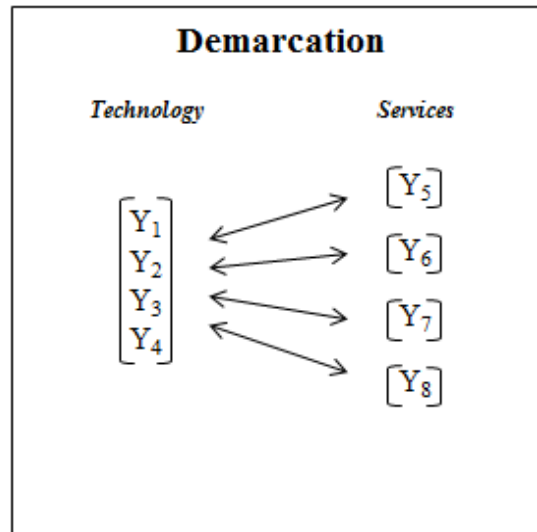 Demarcation
Technology Services
[Y₅]
Y₁
[Y₆]
Y₂
Y₃
[Y₇]
Y₄
[Y₈]